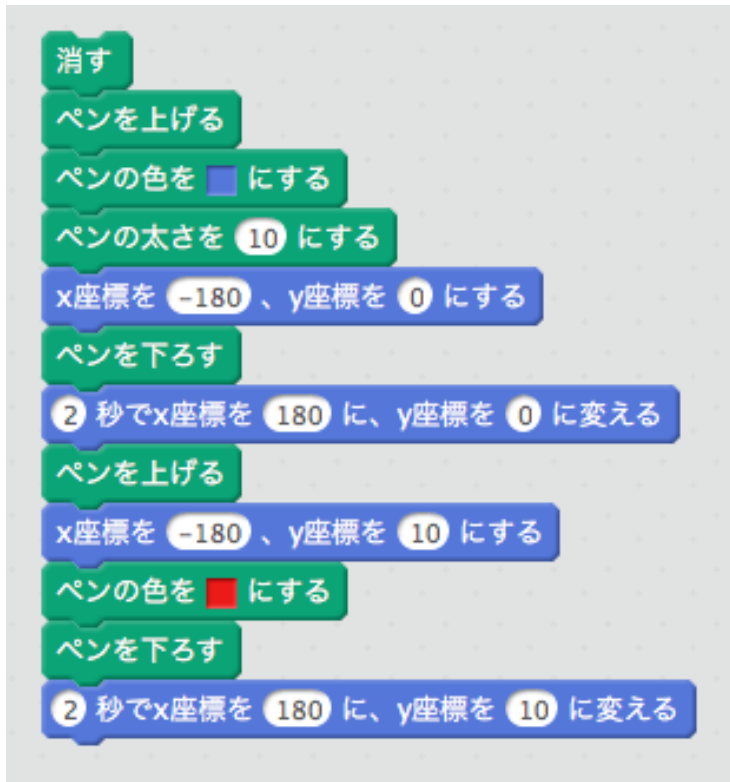 消す
ペンを上げる
ペンの色を にする
ペンの太さを 10 にする
x座標を -180 、y座標を 0 にする
ペンを下ろす
2 秒でx座標を 180 に、y座標を 0 に変える
ペンを上げる
x座標を -180 、y座標を 10 にする
ペンの色を にする
ペンを下ろす
2 秒でx座標を 180 に、y座標を 10 に変える